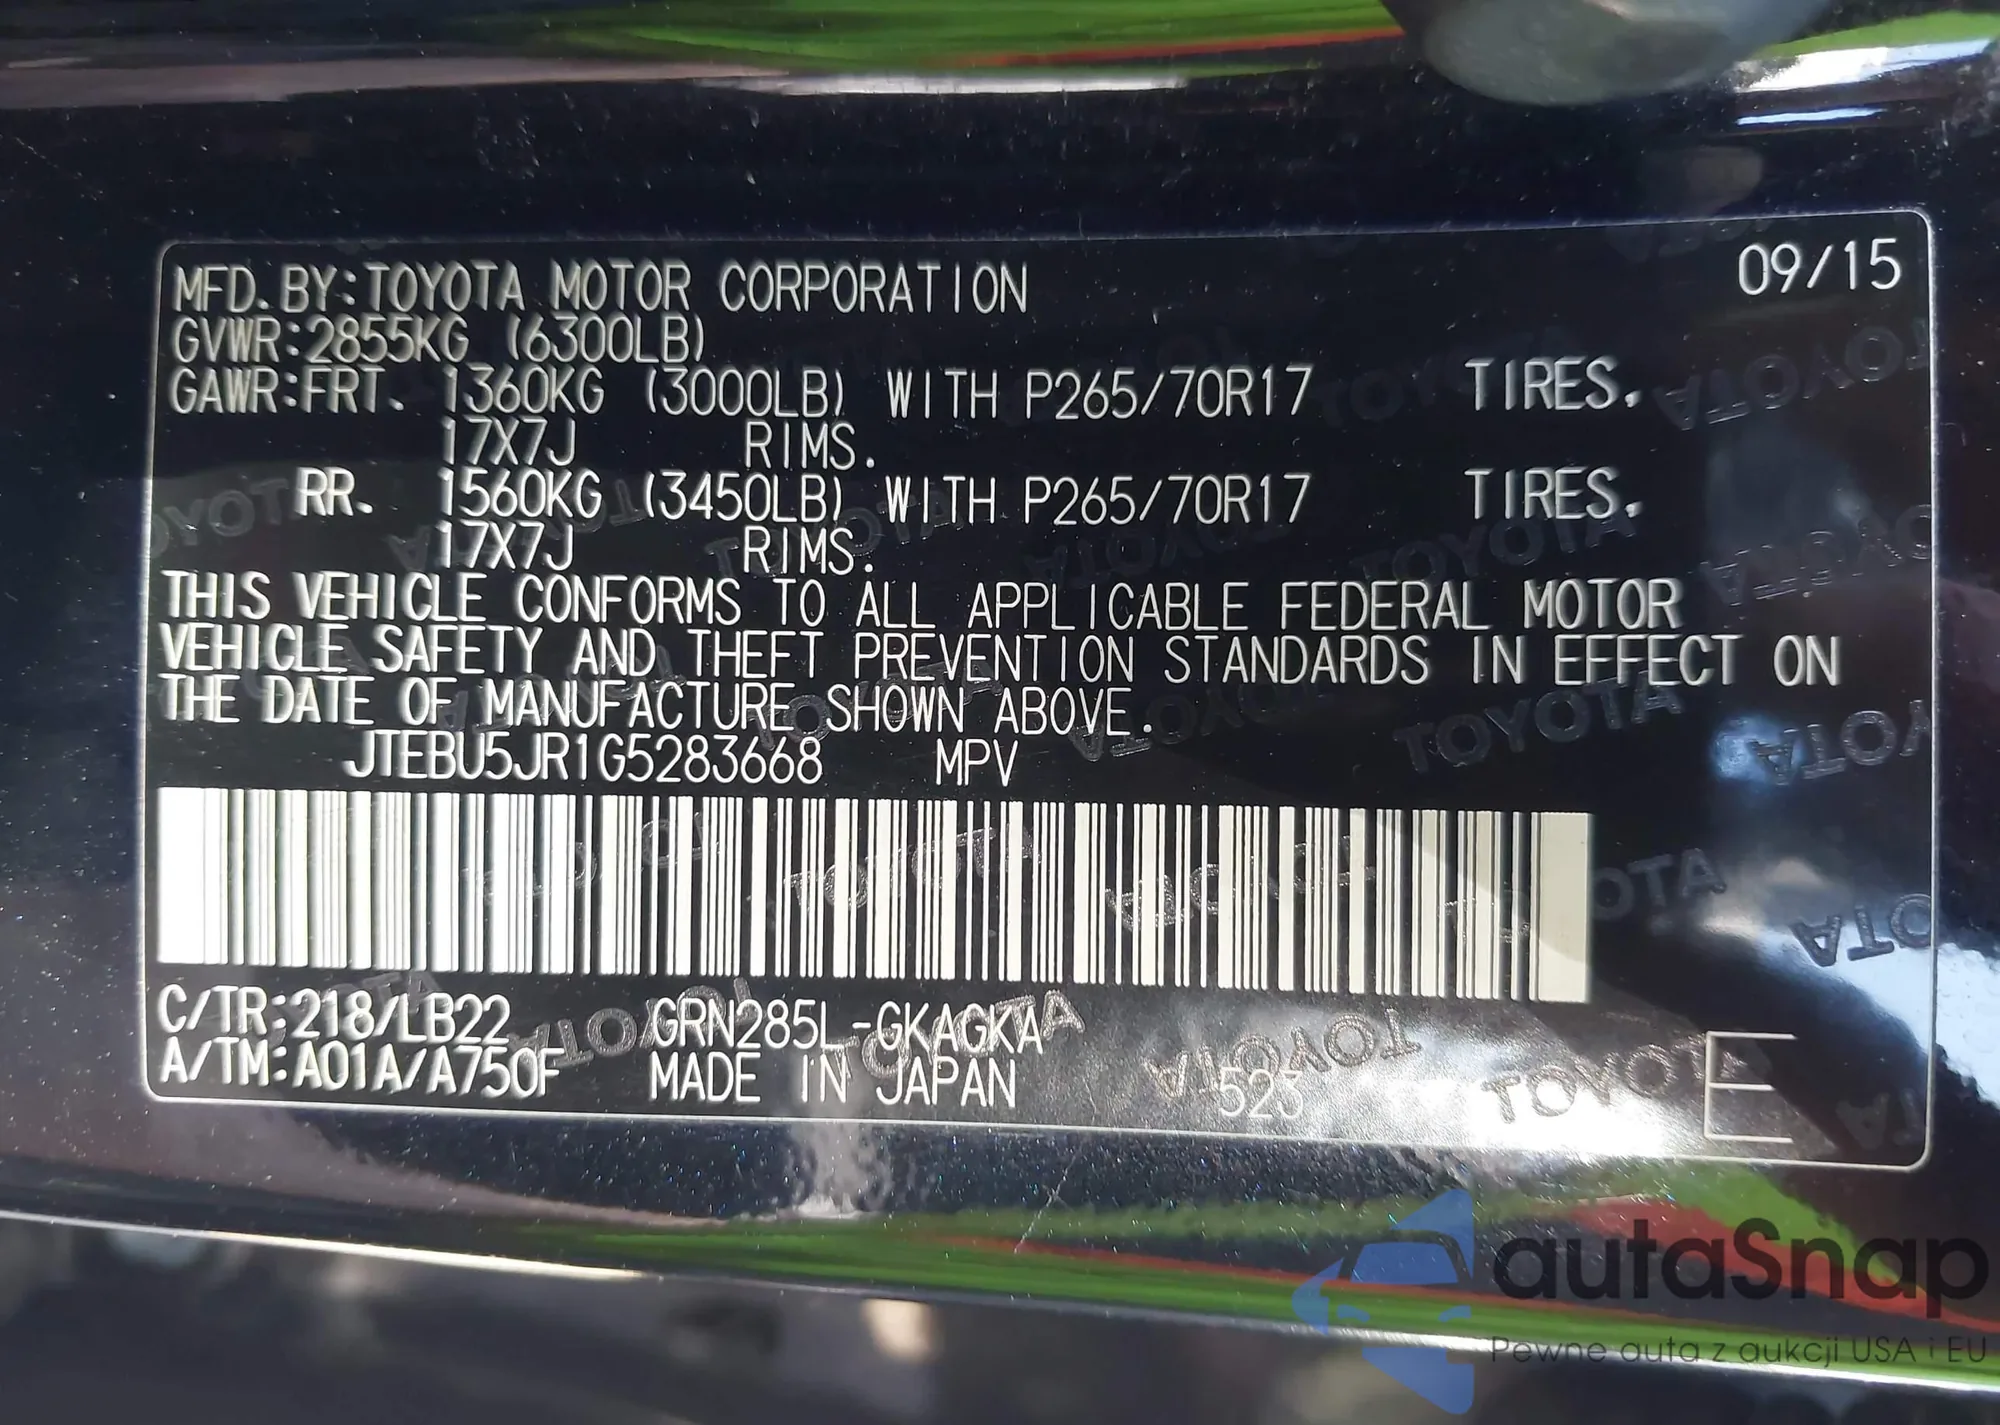 09/15
MFD. BY:TOYOTA MOTOR CORPORATION
GVWR:2855KG (6300LB)
GAWR:FRT. 1360KG (3000LB) WITH P265/70R17 TIRES.
17X7J RIMS.
RR. 1560KG (3450LB) WITH P265/70R17 TIRES.
17X7J RIMS.
THIS VEHICLE CONFORMS TO ALL APPLICABLE FEDERAL MOTOR
VEHICLE SAFETY AND THEFT PREVENTION STANDARDS IN EFFECT ON
THE DATE OF MANUFACTURE SHOWN ABOVE.
JTEBU5JR1G5283668 MPV
C/TR:218/LB22 GRN285L-GKAGKA
A/TM:A01A/A750F MADE IN JAPAN 523 E
autaSnap
Pewne auta z aukcji USA i EU